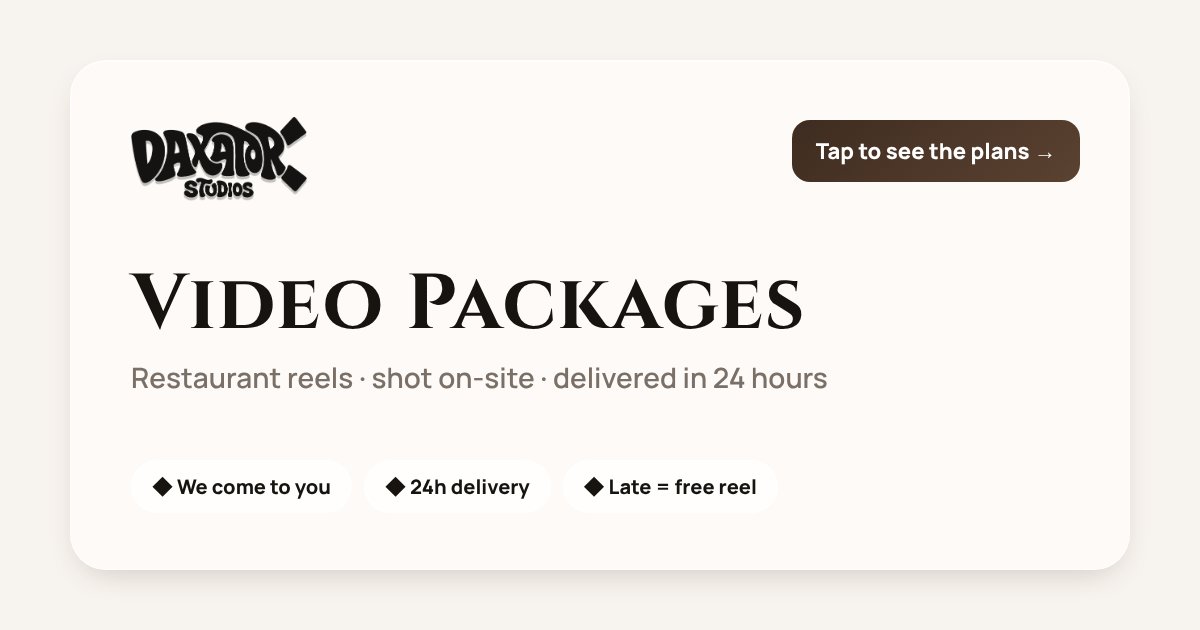 DAXATOR
STUDIOS
Tap to see the plans →
Video Packages
Restaurant reels · shot on-site · delivered in 24 hours
◆ We come to you
◆ 24h delivery
◆ Late = free reel